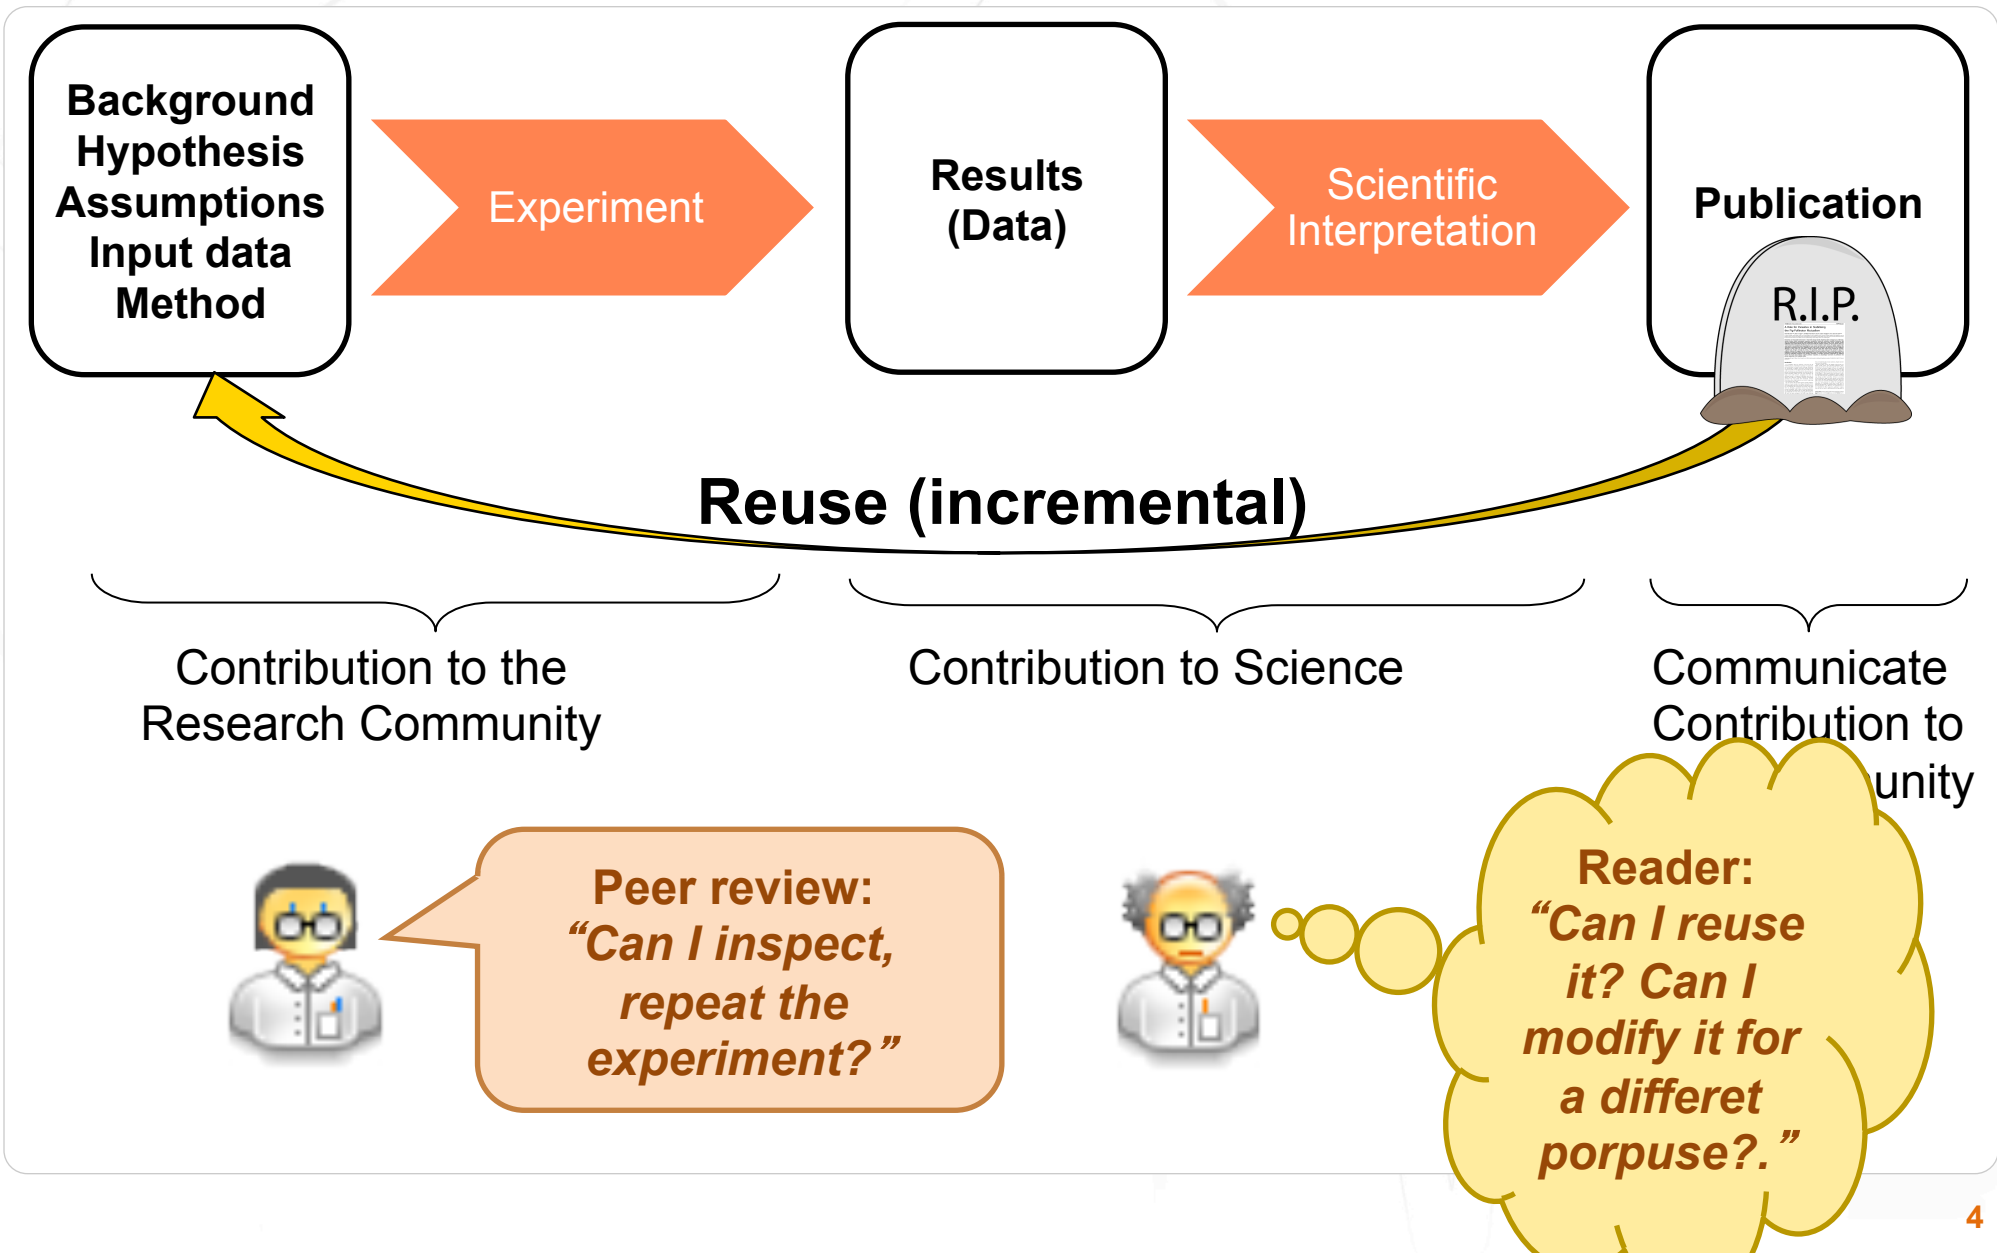 Background
Hypothesis
Assumptions
Input data
Method
Experiment
Results
(Data)
Scientific
Interpretation
Publication
R.I.P.
Reuse (incremental)
Contribution to the
Research Community
Contribution to Science
Communicate
Contribution to
unity
Peer review:
“Can I inspect,
repeat the
experiment?”
Reader:
“Can I reuse
it? Can I
modify it for
a differet
porpuse?.”
4